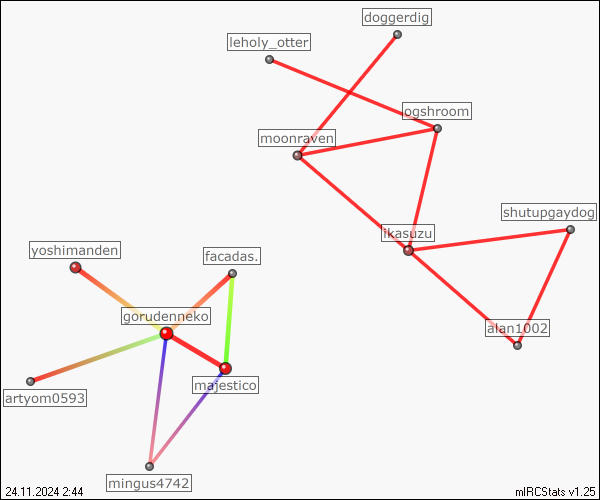 doggerdig
leholy_otter
ogshroom
moonraven
shutupgaydog
ikasuzu
yoshimanden
facadas.
gorudenneko
alan1002
majestico
artyom0593
mingus4742
24.11.2024 2:44
mIRCStats v1.25